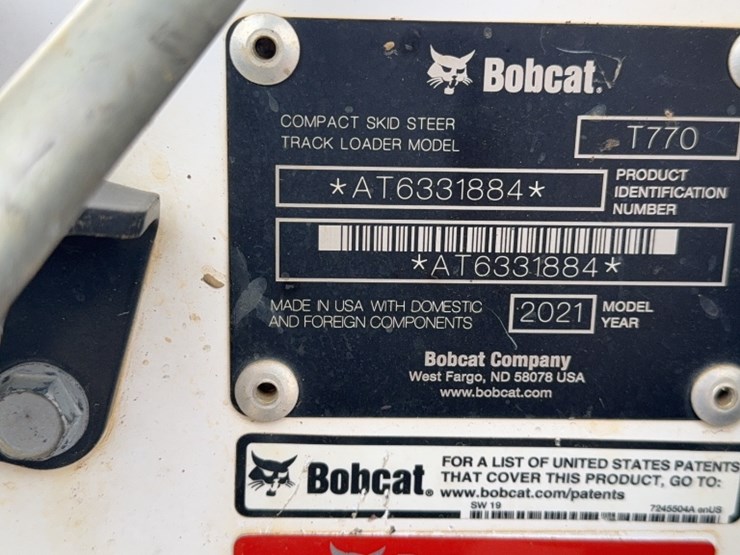 Bobcat.
COMPACT SKID STEER
TRACK LOADER MODEL
T770
*AT6331884*
PRODUCT
IDENTIFICATION
NUMBER
*AT6331884*
MADE IN USA WITH DOMESTIC
AND FOREIGN COMPONENTS
2021
MODEL
YEAR
Bobcat Company
West Fargo, ND 58078 USA
www.bobcat.com
Bobcat®
FOR A LIST OF UNITED STATES PATENTS
THAT COVER THIS PRODUCT, GO TO:
www.bobcat.com/patents
SW 19
7245504A enUS